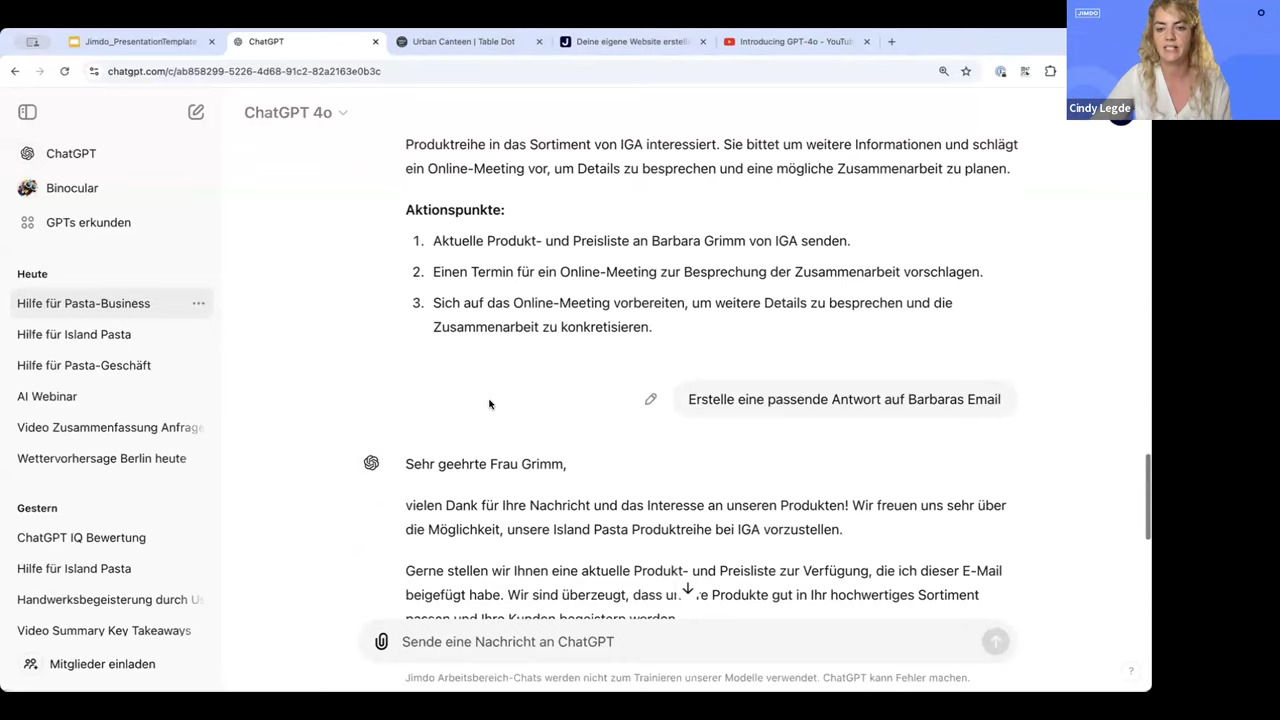 JIMDO
Cindy Legde
Jimdo_PresentationTemplate
ChatGPT
Urban Canteen | Table Dot
Deine eigene Website erstell
Introducing GPT-4o - YouTu
chatgpt.com/c/ab858299-5226-4d68-91c2-82a2163e0b3c
ChatGPT
Binocular
GPTs erkunden
Heute
Hilfe für Pasta-Business
Hilfe für Island Pasta
Hilfe für Pasta-Geschäft
AI Webinar
Video Zusammenfassung Anfrage
Wettervorhersage Berlin heute
Gestern
ChatGPT IQ Bewertung
Hilfe für Island Pasta
Handwerksbegeisterung durch Us
Video Summary Key Takeaways
Mitglieder einladen
ChatGPT 4o
Produktreihe in das Sortiment von IGA interessiert. Sie bittet um weitere Informationen und schlägt
ein Online-Meeting vor, um Details zu besprechen und eine mögliche Zusammenarbeit zu planen.
Aktionspunkte:
1. Aktuelle Produkt- und Preisliste an Barbara Grimm von IGA senden.
2. Einen Termin für ein Online-Meeting zur Besprechung der Zusammenarbeit vorschlagen.
3. Sich auf das Online-Meeting vorbereiten, um weitere Details zu besprechen und die
Zusammenarbeit zu konkretisieren.
Erstelle eine passende Antwort auf Barbaras Email
Sehr geehrte Frau Grimm,
vielen Dank für Ihre Nachricht und das Interesse an unseren Produkten! Wir freuen uns sehr über
die Möglichkeit, unsere Island Pasta Produktreihe bei IGA vorzustellen.
Gerne stellen wir Ihnen eine aktuelle Produkt- und Preisliste zur Verfügung, die ich dieser E-Mail
beigefügt habe. Wir sind überzeugt, dass Produkte gut in Ihr hochwertiges Sortiment
passen und Ihre Kunden begeistern werden.
Sende eine Nachricht an ChatGPT
Jimdo Arbeitsbereich-Chats werden nicht zum Trainieren unserer Modelle verwendet. ChatGPT kann Fehler machen.
?